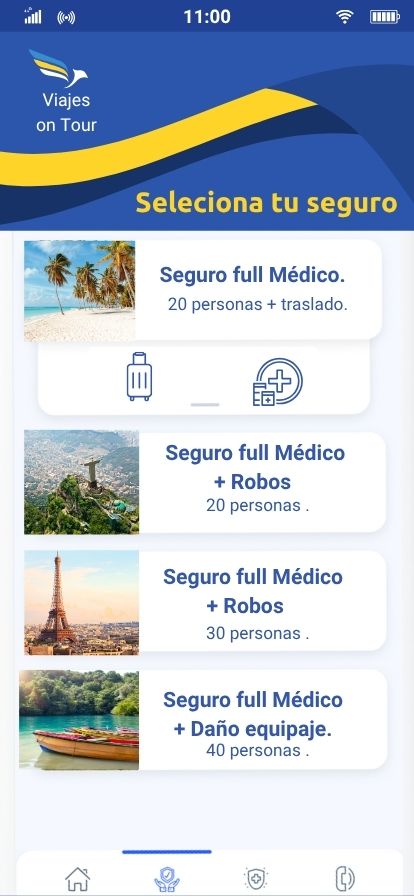 11:00
Viajes
on Tour
Seleciona tu seguro
Seguro full Médico.
20 personas + traslado.
Seguro full Médico
+ Robos
20 personas .
Seguro full Médico
+ Robos
30 personas .
Seguro full Médico
+ Daño equipaje.
40 personas .